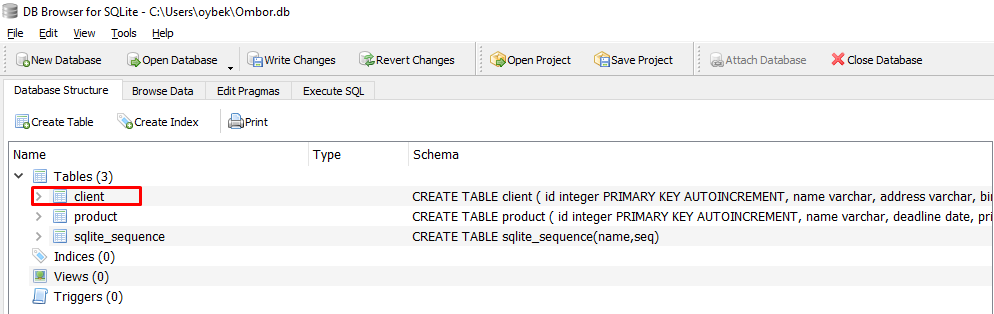 DB Browser for SQLite - C:\Users\oybek\Ombor.db
File Edit View Tools Help
New Database Open Database Write Changes Revert Changes Open Project Save Project Attach Database Close Database
Database Structure Browse Data Edit Pragmas Execute SQL
Create Table Create Index Print
Name Type Schema
Tables (3)
client CREATE TABLE client ( id integer PRIMARY KEY AUTOINCREMENT, name varchar, address varchar, bir
product CREATE TABLE product ( id integer PRIMARY KEY AUTOINCREMENT, name varchar, deadline date, pri
sqlite_sequence CREATE TABLE sqlite_sequence(name,seq)
Indices (0)
Views (0)
Triggers (0)